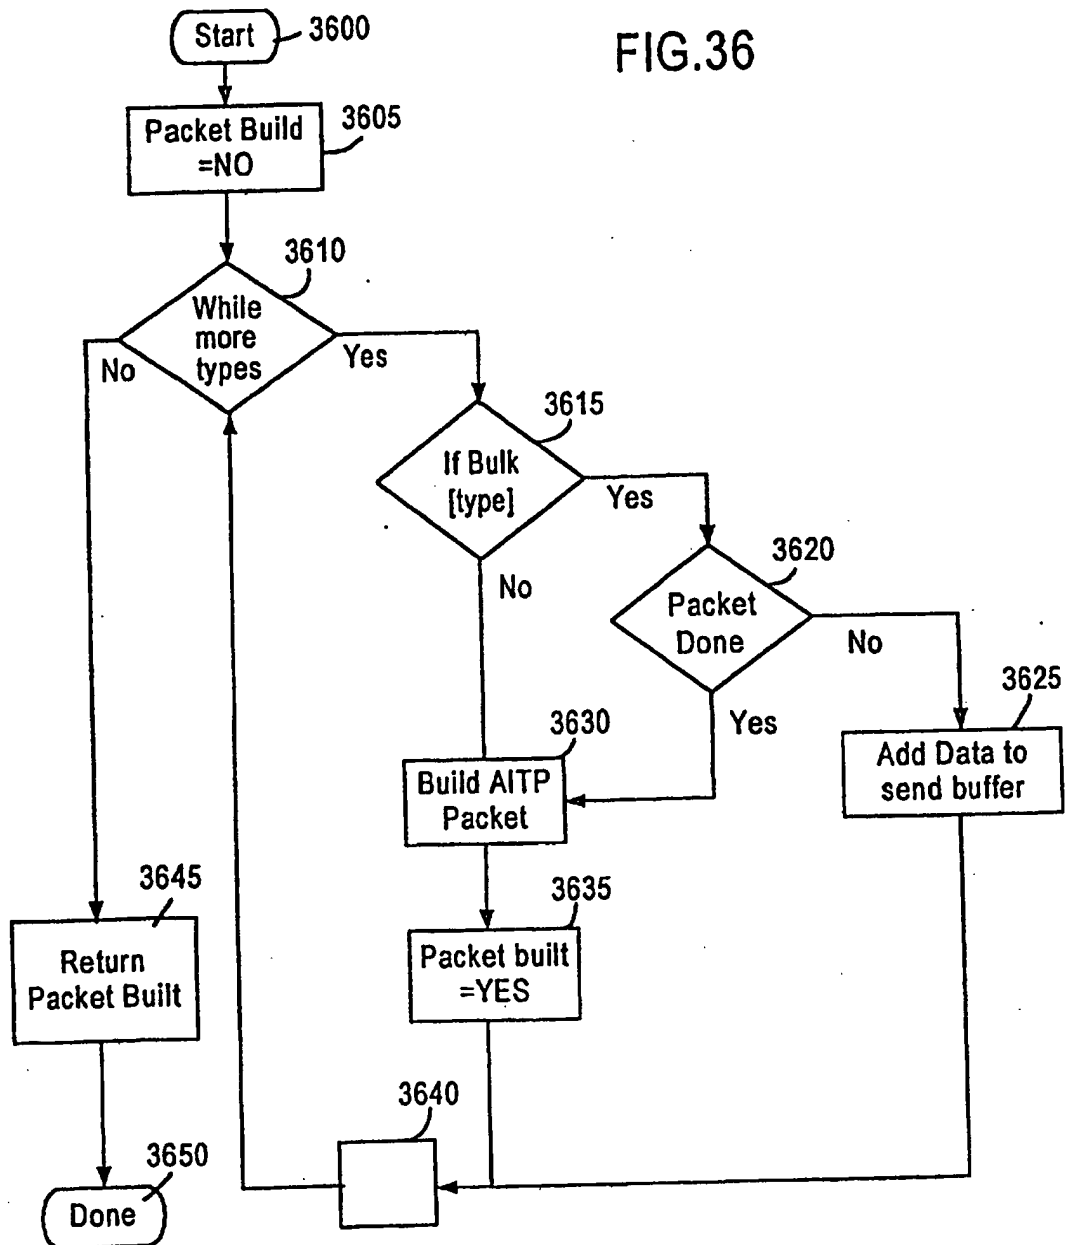 FIG.36
Start
3600
Packet Build
=NO
3605
3610
While
more
types
No
Yes
3615
If Bulk
[type]
Yes
No
3620
Packet
Done
No
Yes
3625
Add Data to
send buffer
3630
Build AITP
Packet
3635
Packet built
=YES
3645
Return
Packet Built
3640
3650
Done